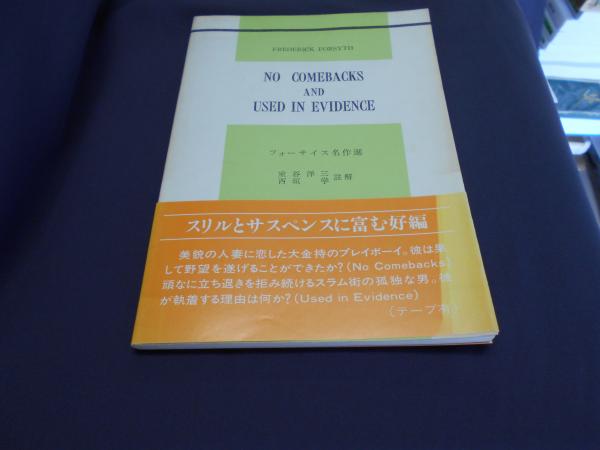 FREDERICK FORSYTH
NO COMEBACKS
AND
USED IN EVIDENCE
フォーサイス名作選
室谷洋三
西垣学 註解
スリルとサスペンスに富む好編
美貌の人妻に恋した大金持のプレイボーイ。彼は果
して野望を遂げることができたか?(No Comebacks)
頑なに立ち退きを拒み続けるスラム街の孤独な男。彼
が執着する理由は何か?(Used in Evidence)
(テープ有)